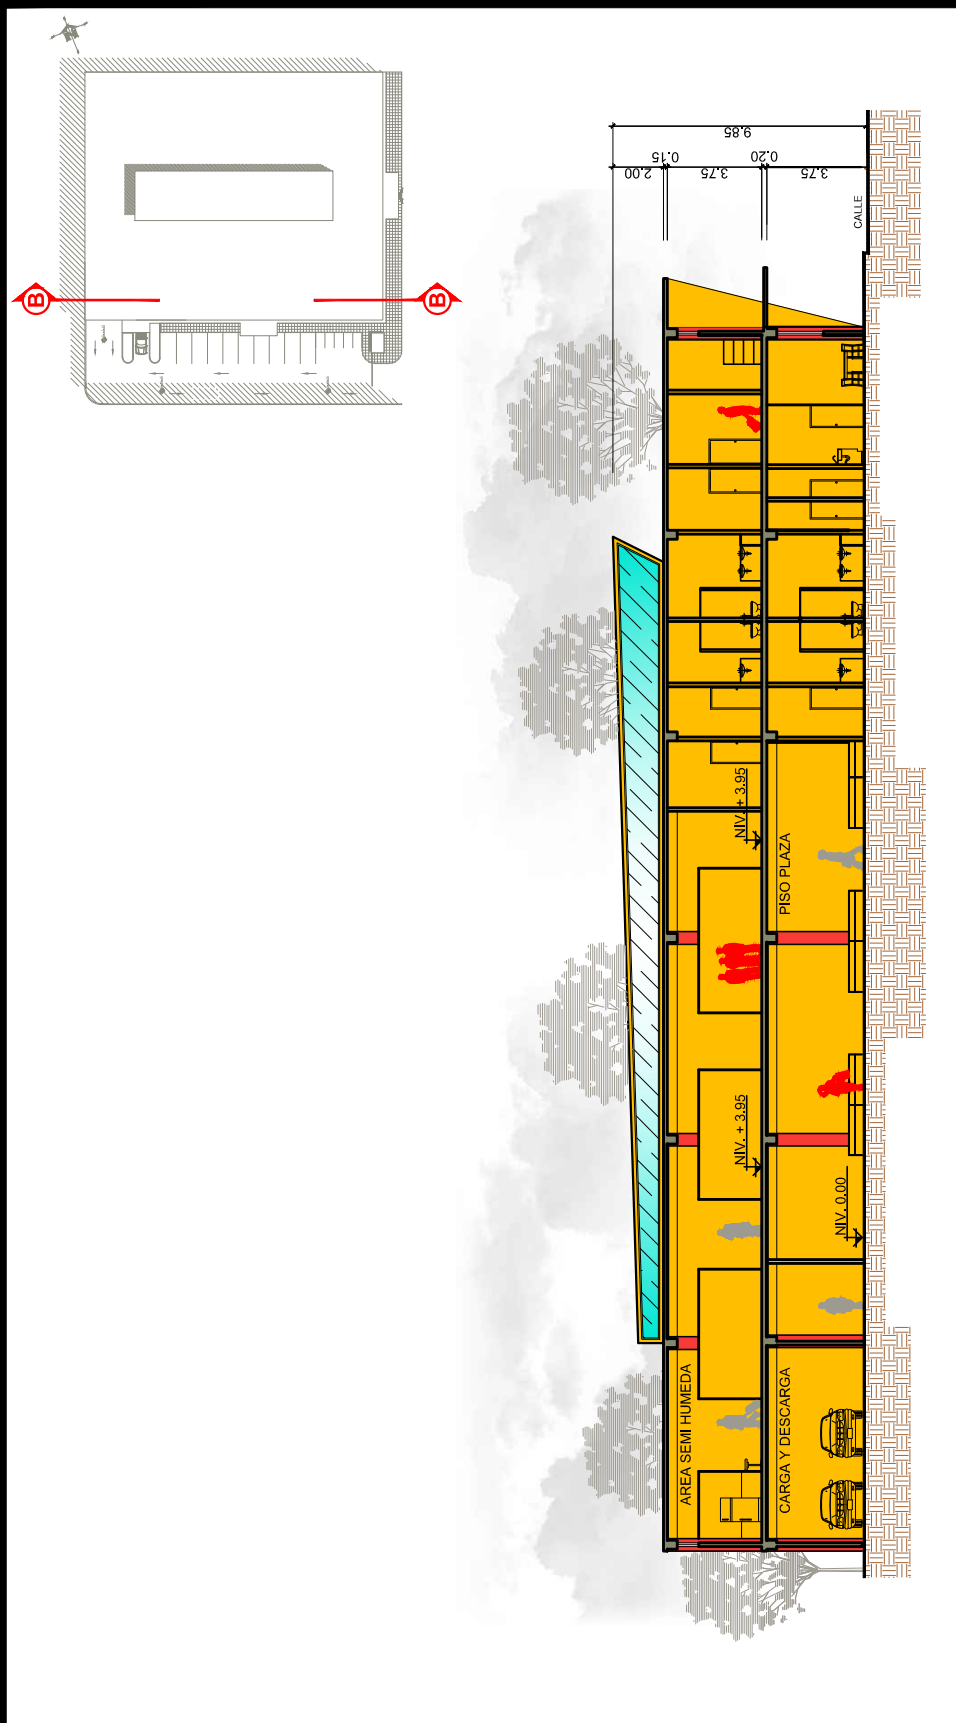 B
B
9.85
2.00
0.15
3.75
0.20
3.75
CALLE
NIV. + 3.95
PISO PLAZA
NIV. + 3.95
NIV. 0.00
AREA SEMI HUMEDA
CARGA Y DESCARGA